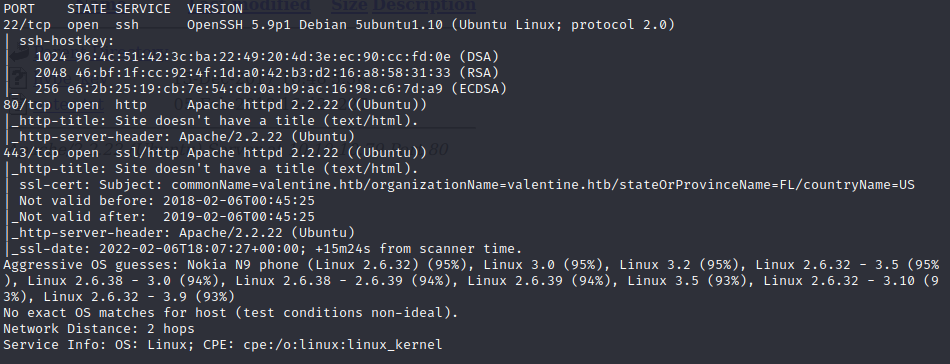 PORT    STATE SERVICE  VERSION
22/tcp  open  ssh      OpenSSH 5.9p1 Debian 5ubuntu1.10 (Ubuntu Linux; protocol 2.0)
| ssh-hostkey:
|   1024 96:4c:51:42:3c:ba:22:49:20:4d:3e:ec:90:cc:fd:0e (DSA)
|   2048 46:bf:1f:cc:92:4f:1d:a0:42:b3:d2:16:a8:58:31:33 (RSA)
|_  256 e6:2b:25:19:cb:7e:54:cb:0a:b9:ac:16:98:c6:7d:a9 (ECDSA)
80/tcp  open  http     Apache httpd 2.2.22 ((Ubuntu))
|_http-title: Site doesn't have a title (text/html).
|_http-server-header: Apache/2.2.22 (Ubuntu)
443/tcp open  ssl/http Apache httpd 2.2.22 ((Ubuntu))
|_http-title: Site doesn't have a title (text/html).
| ssl-cert: Subject: commonName=valentine.htb/organizationName=valentine.htb/stateOrProvinceName=FL/countryName=US
| Not valid before: 2018-02-06T00:45:25
|_Not valid after:  2019-02-06T00:45:25
|_http-server-header: Apache/2.2.22 (Ubuntu)
|_ssl-date: 2022-02-06T18:07:27+00:00; +15m24s from scanner time.
Aggressive OS guesses: Nokia N9 phone (Linux 2.6.32) (95%), Linux 3.0 (95%), Linux 3.2 (95%), Linux 2.6.32 - 3.5 (95%
), Linux 2.6.38 - 3.0 (94%), Linux 2.6.38 - 2.6.39 (94%), Linux 2.6.39 (94%), Linux 3.5 (93%), Linux 2.6.32 - 3.10 (9
3%), Linux 2.6.32 - 3.9 (93%)
No exact OS matches for host (test conditions non-ideal).
Network Distance: 2 hops
Service Info: OS: Linux; CPE: cpe:/o:linux:linux_kernel